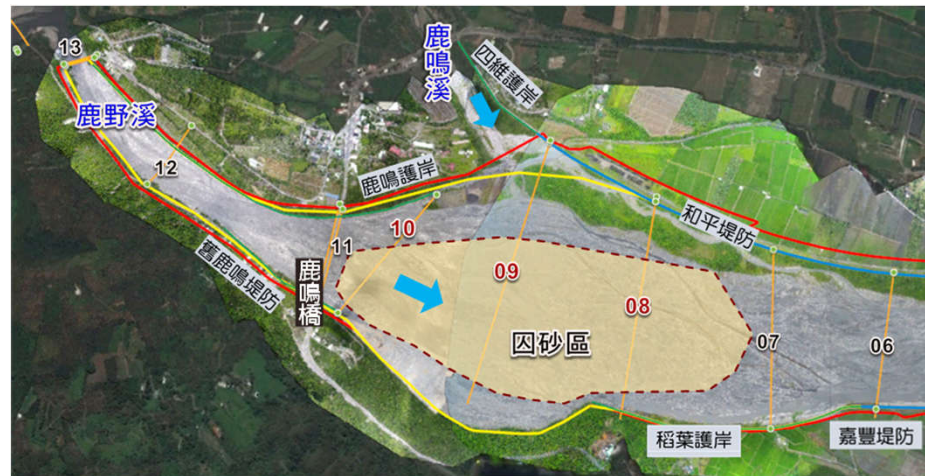 13
鹿野溪
12
鹿鳴溪
四維護岸
鹿鳴護岸
和平堤防
舊鹿鳴堤防
鹿鳴橋
11
10
09
08
07
06
囚砂區
稻葉護岸
嘉豐堤防